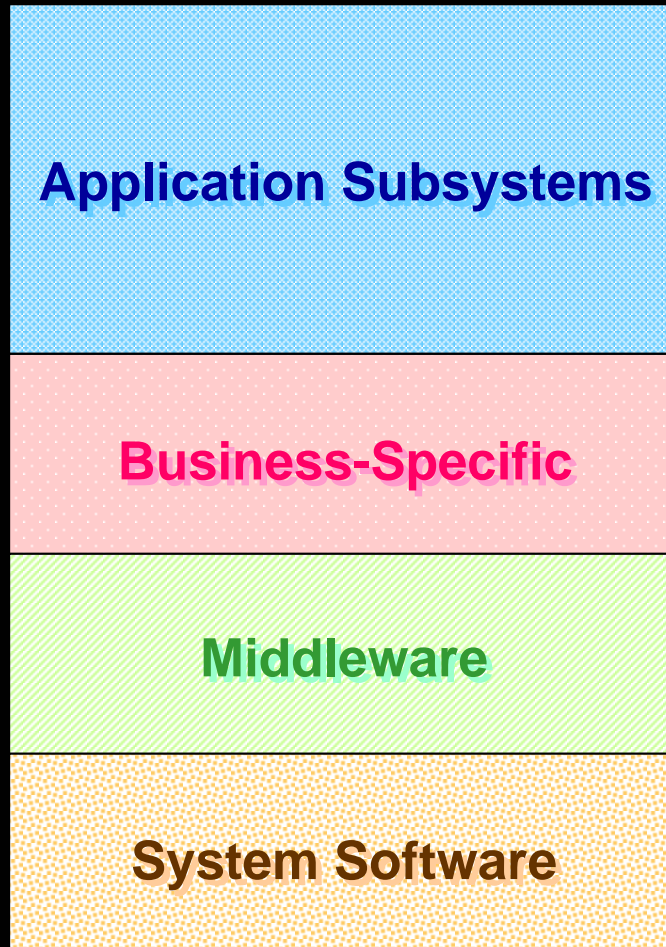 Application Subsystems
Business-Specific
Middleware
System Software